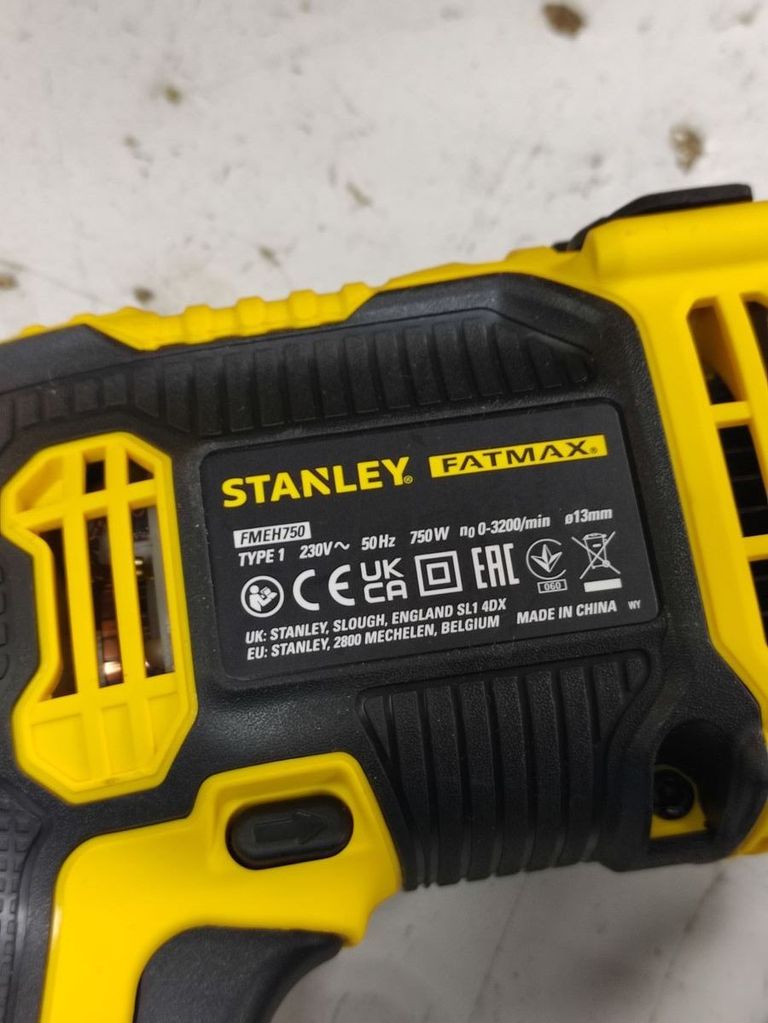 STANLEY® FATMAX®
FMEH750
TYPE 1 230V~ 50Hz 750W n0 0-3200/min ø13mm
CE UK CA EAC 060
UK: STANLEY, SLOUGH, ENGLAND SL1 4DX
EU: STANLEY, 2800 MECHELEN, BELGIUM
MADE IN CHINA WY